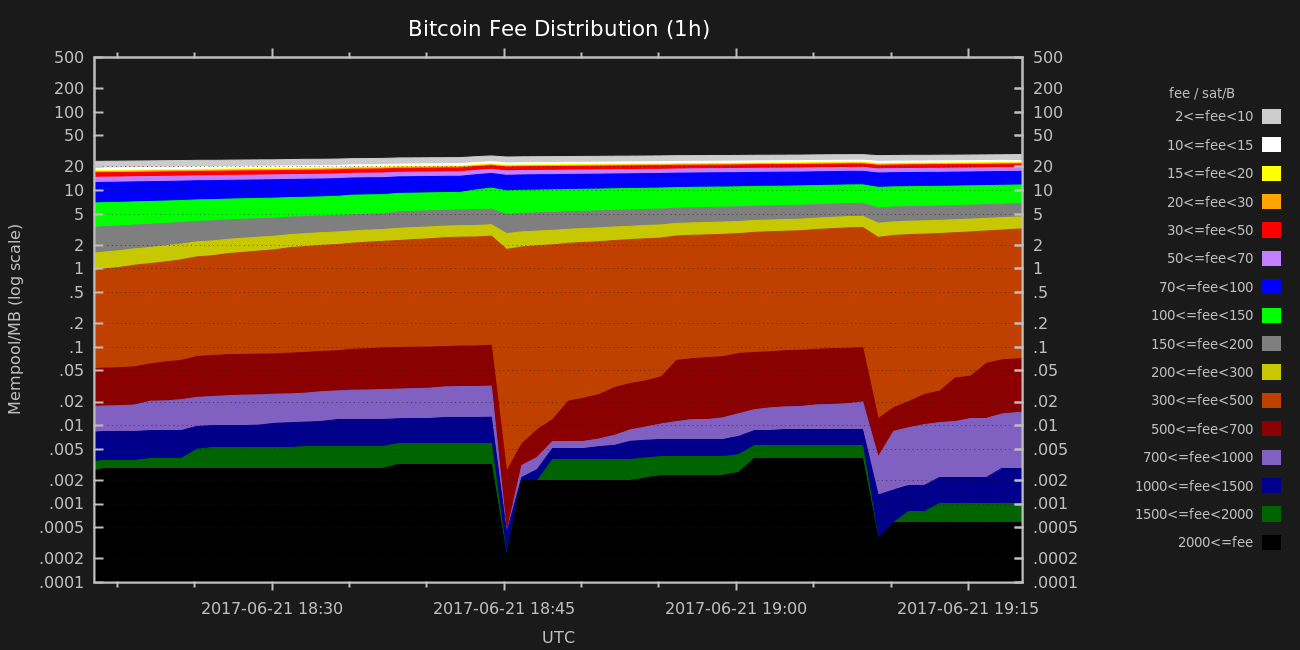 Bitcoin Fee Distribution (1h)
Mempool/MB (log scale)
500
200
100
50
20
10
5
2
1
.5
.2
.1
.05
.02
.01
.005
.002
.001
.0005
.0002
.0001
500
200
100
50
20
10
5
2
1
.5
.2
.1
.05
.02
.01
.005
.002
.001
.0005
.0002
.0001
2017-06-21 18:30
2017-06-21 18:45
2017-06-21 19:00
2017-06-21 19:15
UTC
fee / sat/B
2<=fee<10
10<=fee<15
15<=fee<20
20<=fee<30
30<=fee<50
50<=fee<70
70<=fee<100
100<=fee<150
150<=fee<200
200<=fee<300
300<=fee<500
500<=fee<700
700<=fee<1000
1000<=fee<1500
1500<=fee<2000
2000<=fee